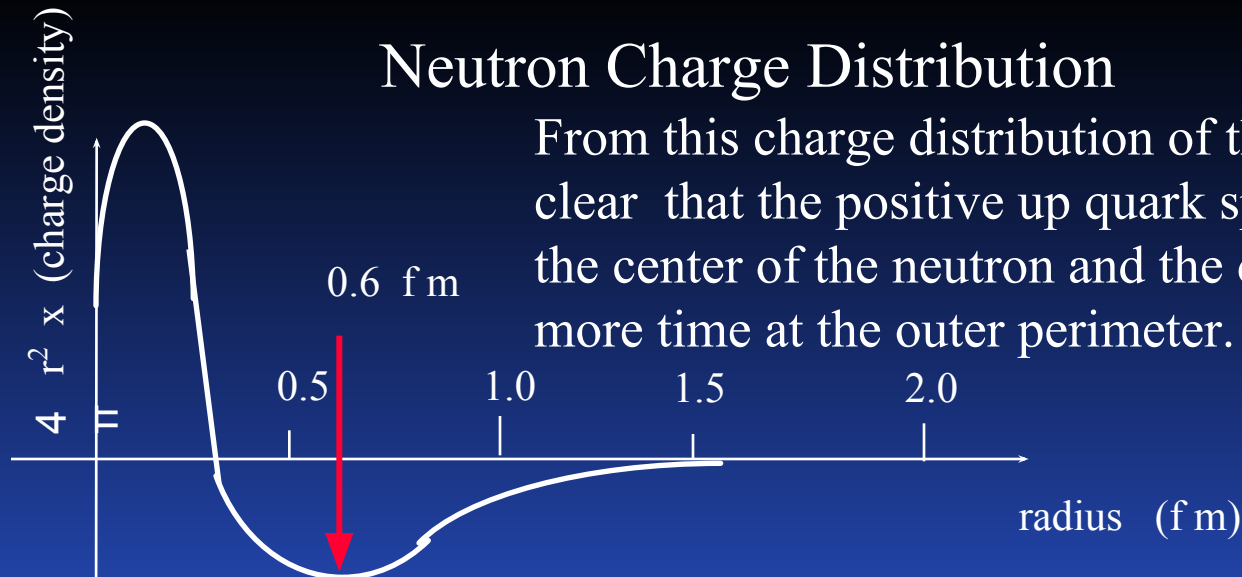 Neutron Charge Distribution
From this charge distribution of
clear that the positive up quark
the center of the neutron and the
more time at the outer perimeter.
4 π r² x (charge density)
0.6 f m
0.5 1.0 1.5 2.0
radius (f m)